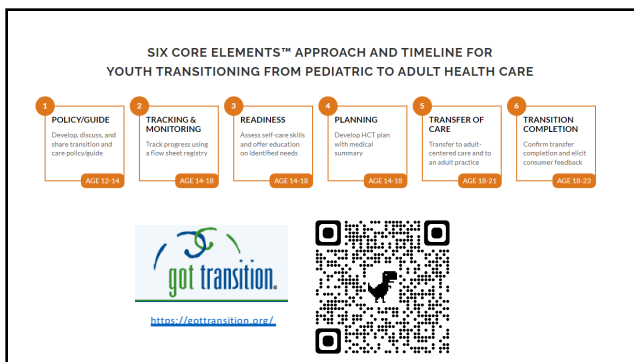 SIX CORE ELEMENTS™ APPROACH AND TIMELINE FOR
YOUTH TRANSITIONING FROM PEDIATRIC TO ADULT HEALTH CARE
1
POLICY/GUIDE
Develop, discuss, and
share transition and
care policy/guide
AGE 12-14
2
TRACKING &
MONITORING
Track progress using
a flow sheet registry
AGE 14-18
3
READINESS
Assess self-care skills
and offer education
on identified needs
AGE 14-18
4
PLANNING
Develop HCT plan
with medical
summary
AGE 14-18
5
TRANSFER OF
CARE
Transfer to adult-
centered care and to
an adult practice
AGE 18-21
6
TRANSITION
COMPLETION
Confirm transfer
completion and elicit
consumer feedback
AGE 18-23
got transition®
https://gottransition.org/